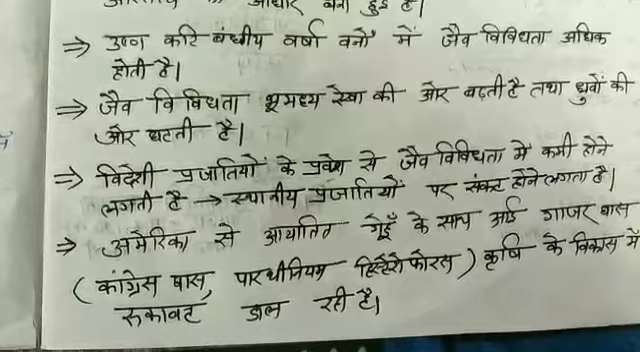 आधार बना हुई है।
⇒ उष्ण कटि बंधीय वर्षा वनों में जैव विविधता अधिक
होती है।
⇒ जैव विविधता भूमध्य रेखा की ओर बढ़ती है तथा ध्रुवों की
ओर घटती है।
⇒ विदेशी प्रजातियों के प्रवेश से जैव विविधता में कमी होने
लगती है → स्थानीय प्रजातियों पर संकट होने लगता है।
⇒ अमेरिका से आयातित गेहूँ के साथ आई गाजर घास
(कांग्रेस घास, पारथीनियम हिस्टेरोफोरस) कृषि के विकास में
रुकावट डाल रही है।